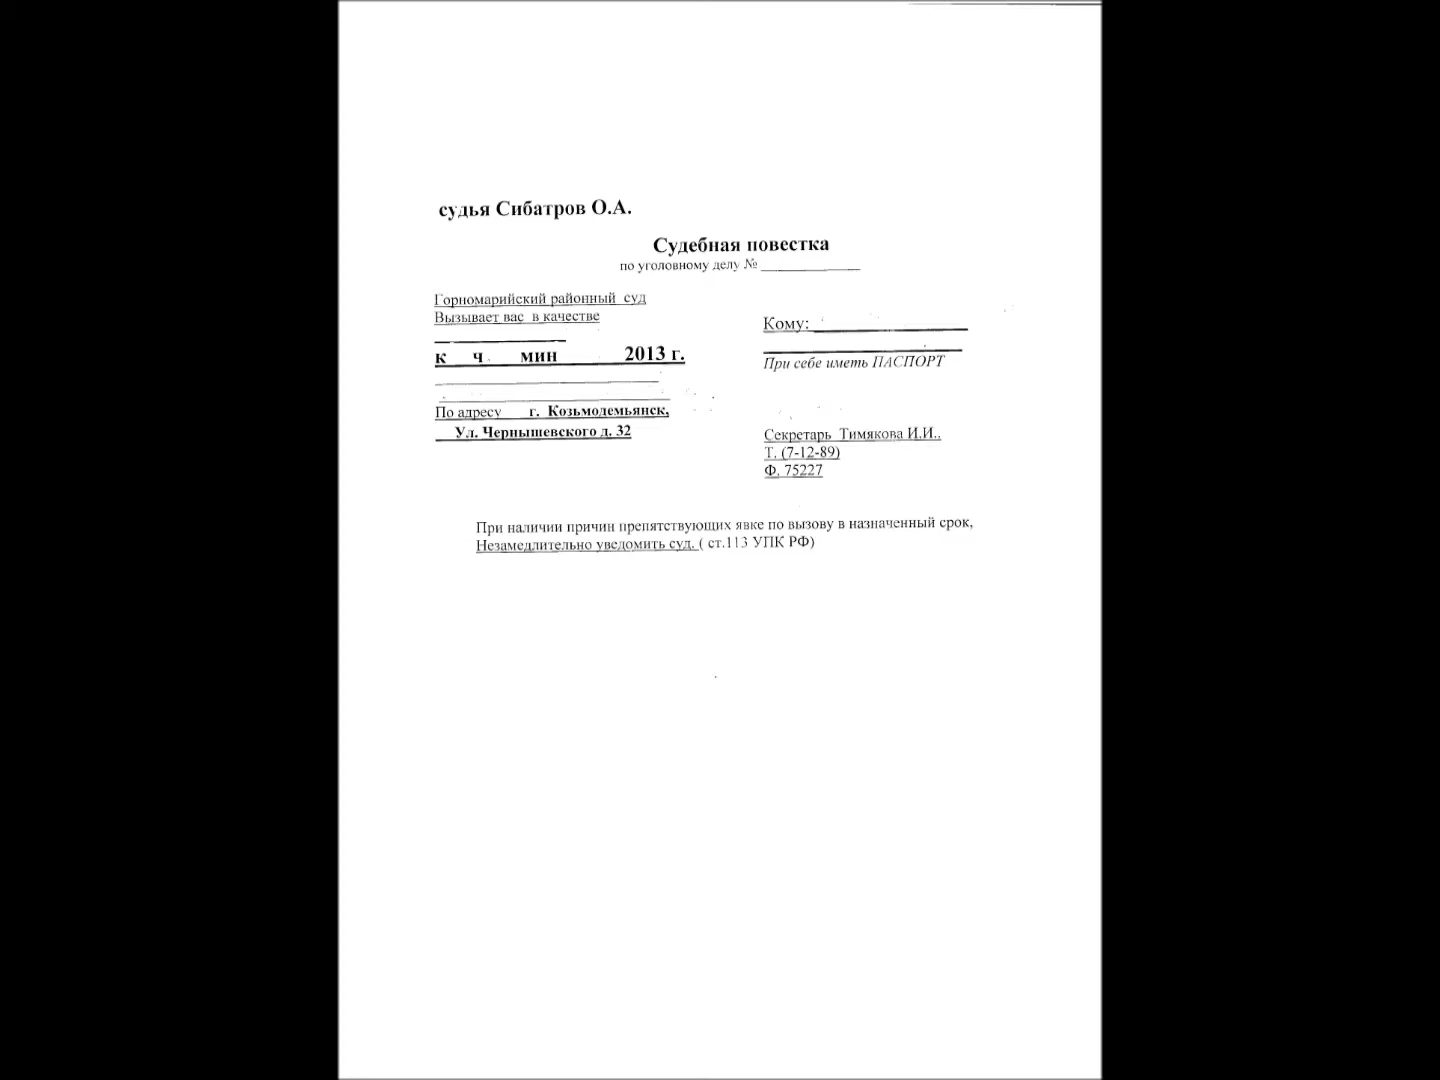 судья Сибатров О.А.
Судебная повестка
по уголовному делу № ____________
Горномарийский районный суд
Вызывает вас в качестве
Кому: ________________
к ч мин 2013 г.
При себе иметь ПАСПОРТ
По адресу г. Козьмодемьянск,
Ул. Чернышевского д. 32
Секретарь Тимякова И.И..
Т. (7-12-89)
Ф. 75227
При наличии причин препятствующих явке по вызову в назначенный срок,
Незамедлительно уведомить суд. ( ст.113 УПК РФ)